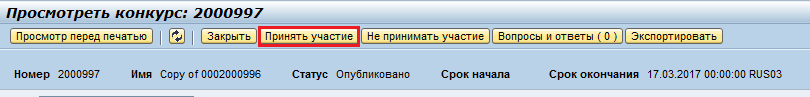 Просмотреть конкурс: 2000997
Просмотр перед печатью Закрыть Принять участие Не принимать участие Вопросы и ответы ( 0 ) Экспортировать
Номер 2000997 Имя Copy of 0002000996 Статус Опубликовано Срок начала Срок окончания 17.03.2017 00:00:00 RUS03